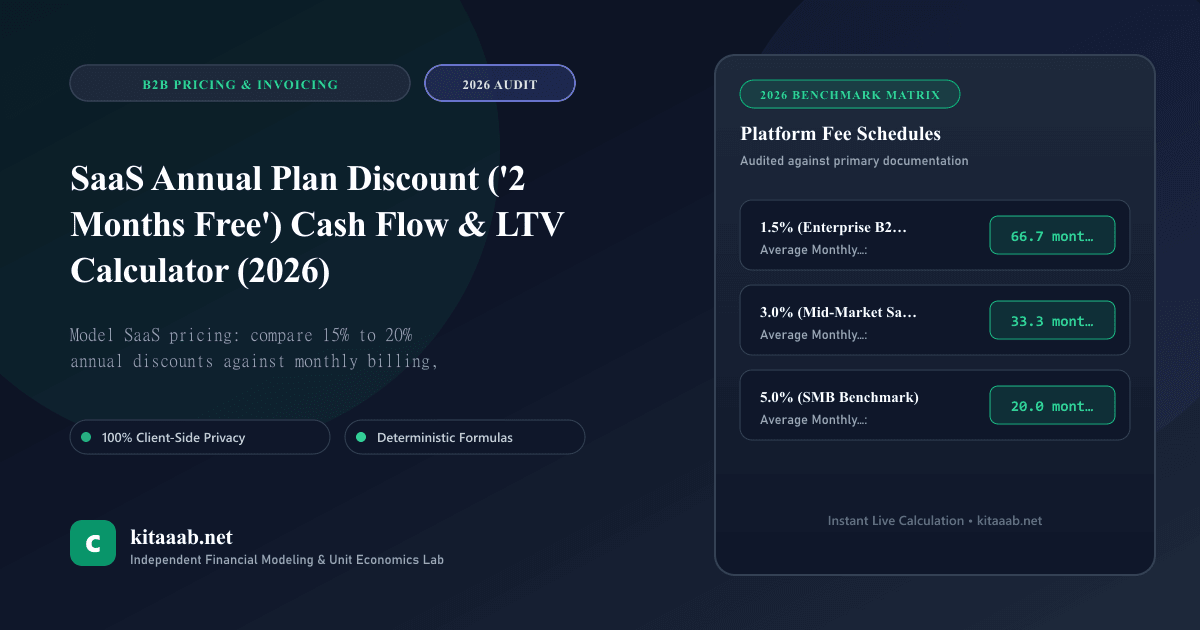 B2B PRICING & INVOICING
2026 AUDIT
SaaS Annual Plan Discount ('2
Months Free') Cash Flow & LTV
Calculator (2026)
Model SaaS pricing: compare 15% to 20%
annual discounts against monthly billing,
100% Client-Side Privacy
Deterministic Formulas
C
kitaaab.net
Independent Financial Modeling & Unit Economics Lab
2026 BENCHMARK MATRIX
Platform Fee Schedules
Audited against primary documentation
1.5% (Enterprise B2…
Average Monthly…:
66.7 mont…
3.0% (Mid-Market Sa…
Average Monthly…:
33.3 mont…
5.0% (SMB Benchmark)
Average Monthly…:
20.0 mont…
Instant Live Calculation • kitaaab.net